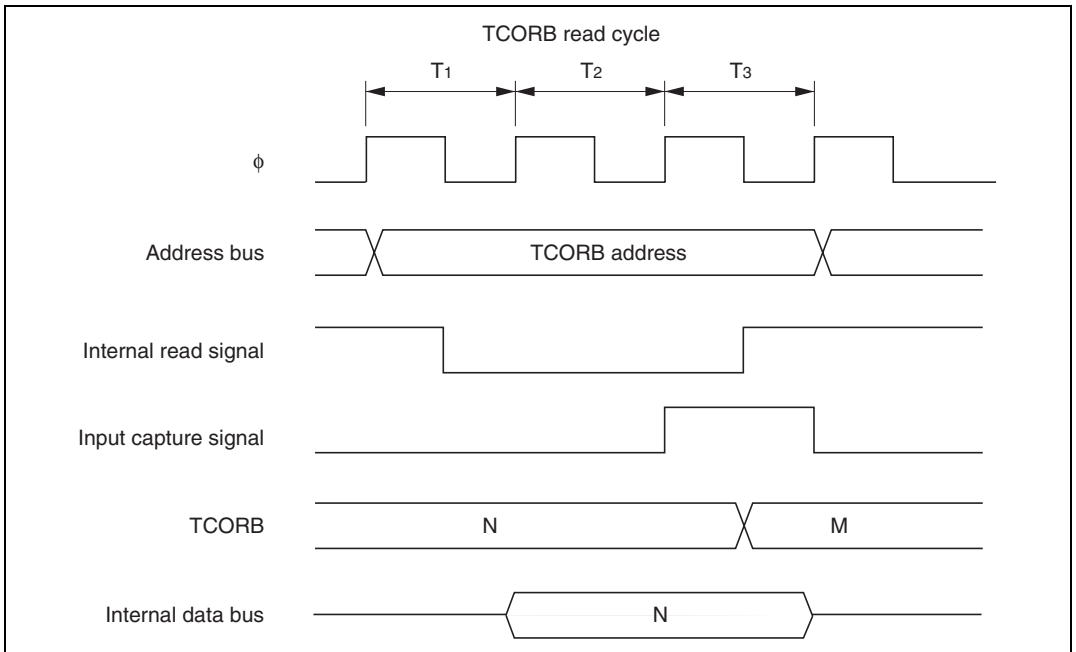 TCORB read cycle
T1 T2 T3
ϕ
Address bus TCORB address
Internal read signal
Input capture signal
TCORB N M
Internal data bus N